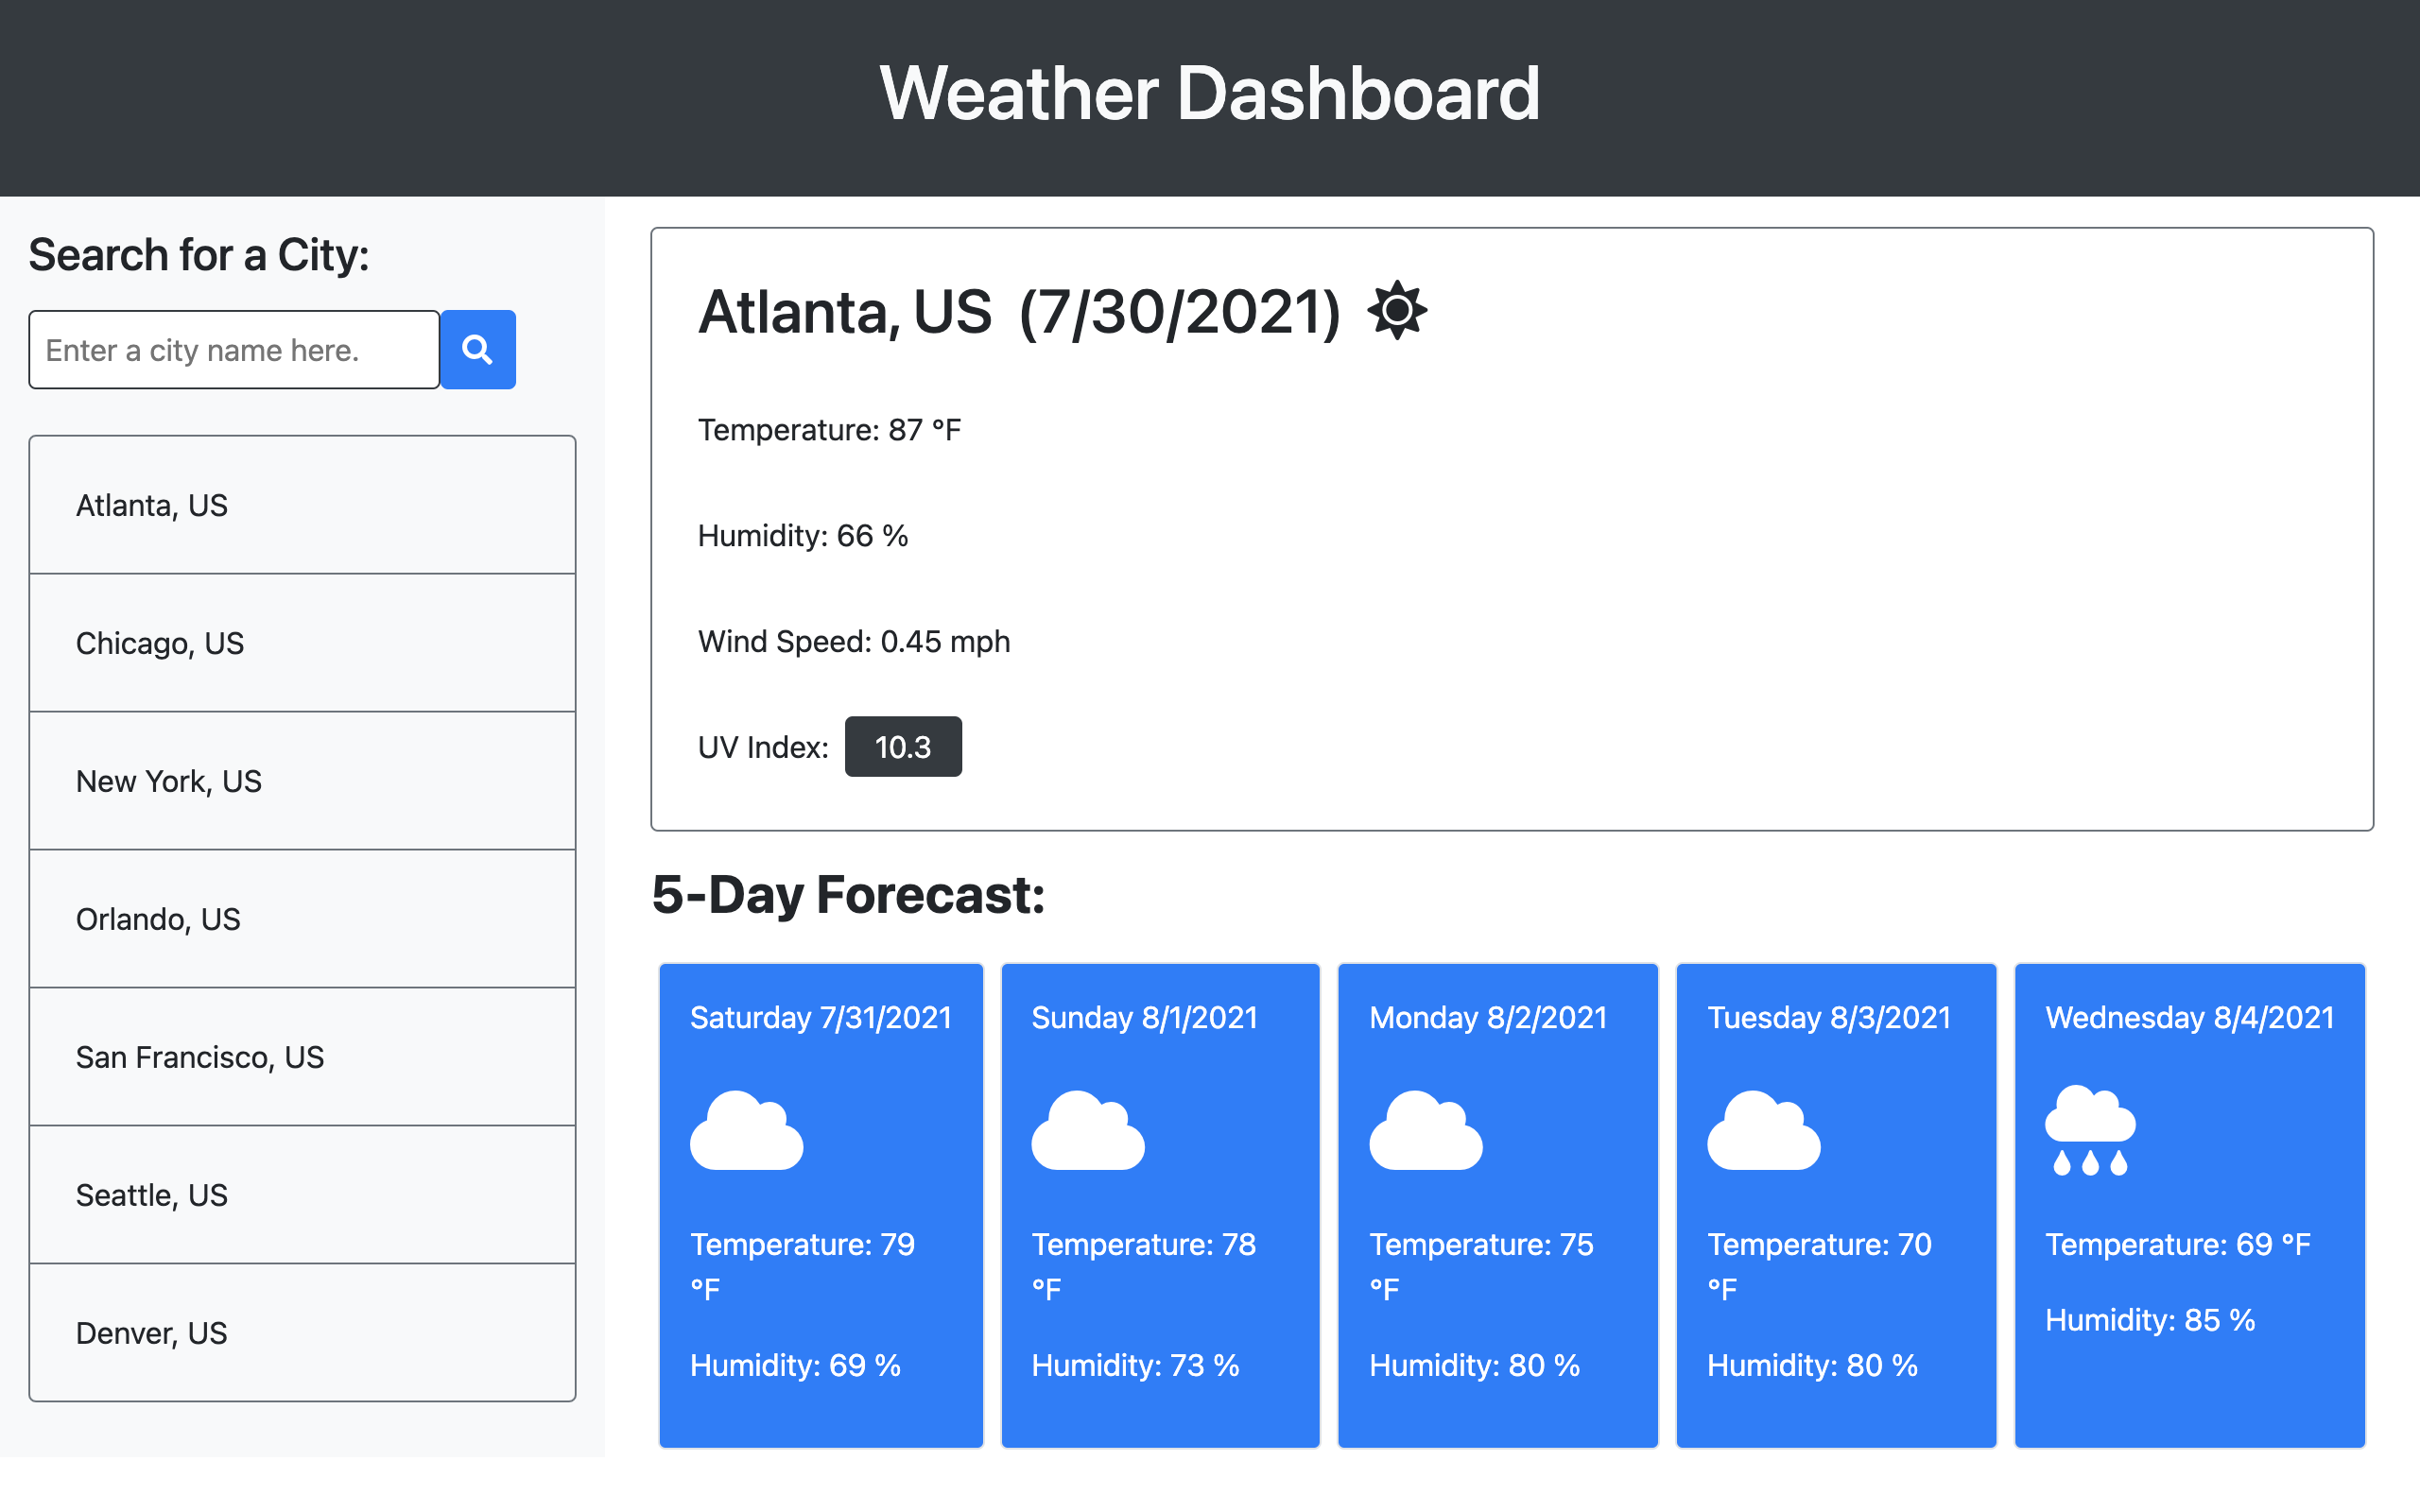 Weather Dashboard
Search for a City:
Enter a city name here.
Atlanta, US
Chicago, US
New York, US
Orlando, US
San Francisco, US
Seattle, US
Denver, US
Atlanta, US (7/30/2021)
Temperature: 87 °F
Humidity: 66 %
Wind Speed: 0.45 mph
UV Index: 10.3
5-Day Forecast:
Saturday 7/31/2021
Temperature: 79
°F
Humidity: 69 %
Sunday 8/1/2021
Temperature: 78
°F
Humidity: 73 %
Monday 8/2/2021
Temperature: 75
°F
Humidity: 80 %
Tuesday 8/3/2021
Temperature: 70
°F
Humidity: 80 %
Wednesday 8/4/2021
Temperature: 69 °F
Humidity: 85 %